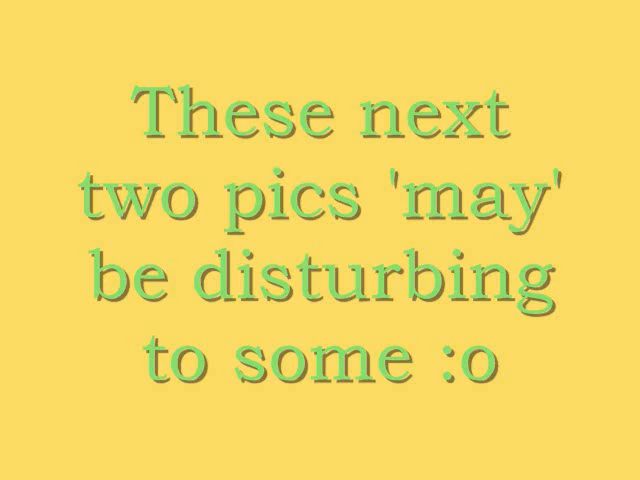 These next
two pics 'may'
be disturbing
to some :o